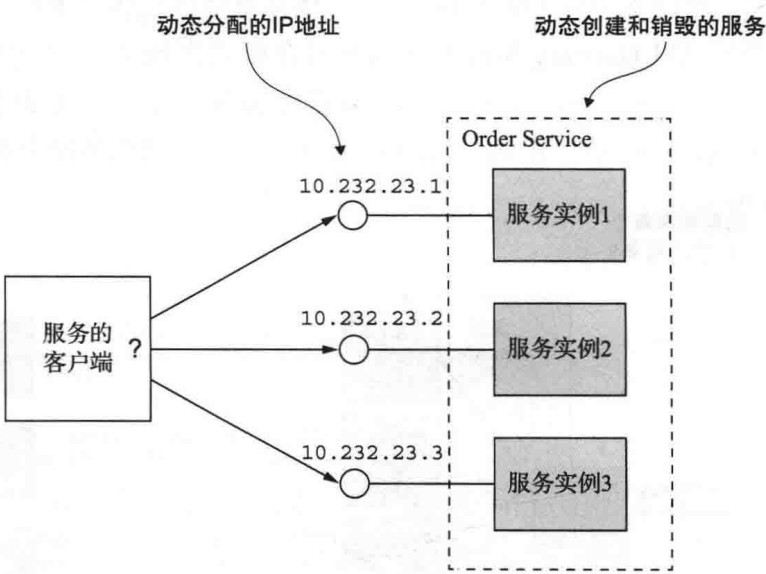 动态分配的IP地址
动态创建和销毁的服务
Order Service
10.232.23.1
服务实例1
服务的
客户端
?
10.232.23.2
服务实例2
10.232.23.3
服务实例3